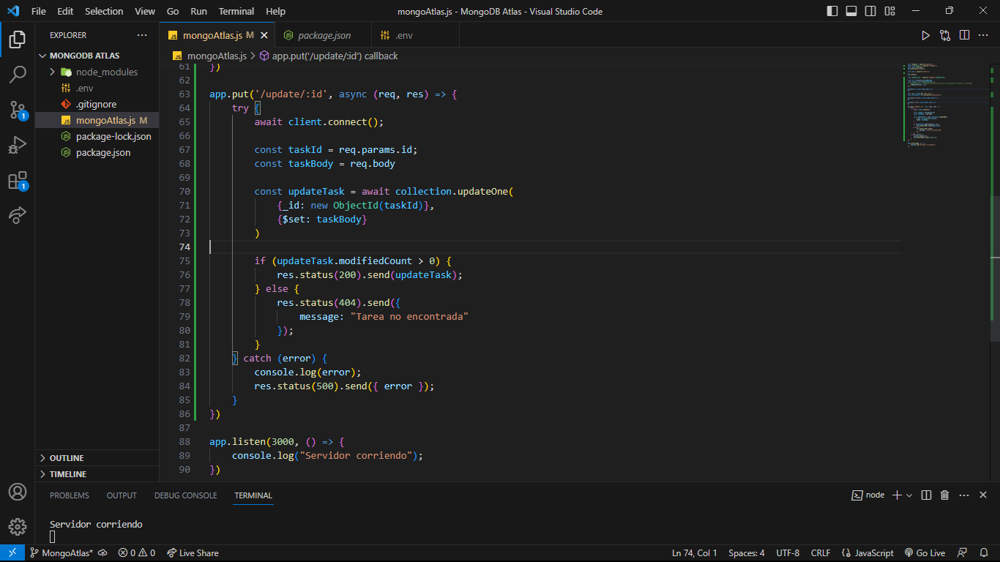 File Edit Selection View Go Run Terminal Help mongoAtlas.js - MongoDB Atlas - Visual Studio Code
EXPLORER ···
MONGODB ATLAS
node_modules
.env
.gitignore
JS mongoAtlas.js M
package-lock.json
package.json
OUTLINE
TIMELINE
JS mongoAtlas.js M package.json .env
JS mongoAtlas.js > app.put('/update/:id') callback
61 })
62
63 app.put('/update/:id', async (req, res) => {
64 try {
65 await client.connect();
66
67 const taskId = req.params.id;
68 const taskBody = req.body
69
70 const updateTask = await collection.updateOne(
71 {_id: new ObjectId(taskId)},
72 {$set: taskBody}
73 )
74
75 if (updateTask.modifiedCount > 0) {
76 res.status(200).send(updateTask);
77 } else {
78 res.status(404).send({
79 message: "Tarea no encontrada"
80 });
81 }
82 } catch (error) {
83 console.log(error);
84 res.status(500).send({ error });
85 }
86 })
87
88 app.listen(3000, () => {
89 console.log("Servidor corriendo");
90 })
PROBLEMS OUTPUT DEBUG CONSOLE TERMINAL node
Servidor corriendo
1
1
MongoAtlas* 0 0 Live Share Ln 74, Col 1 Spaces: 4 UTF-8 CRLF {} JavaScript Go Live